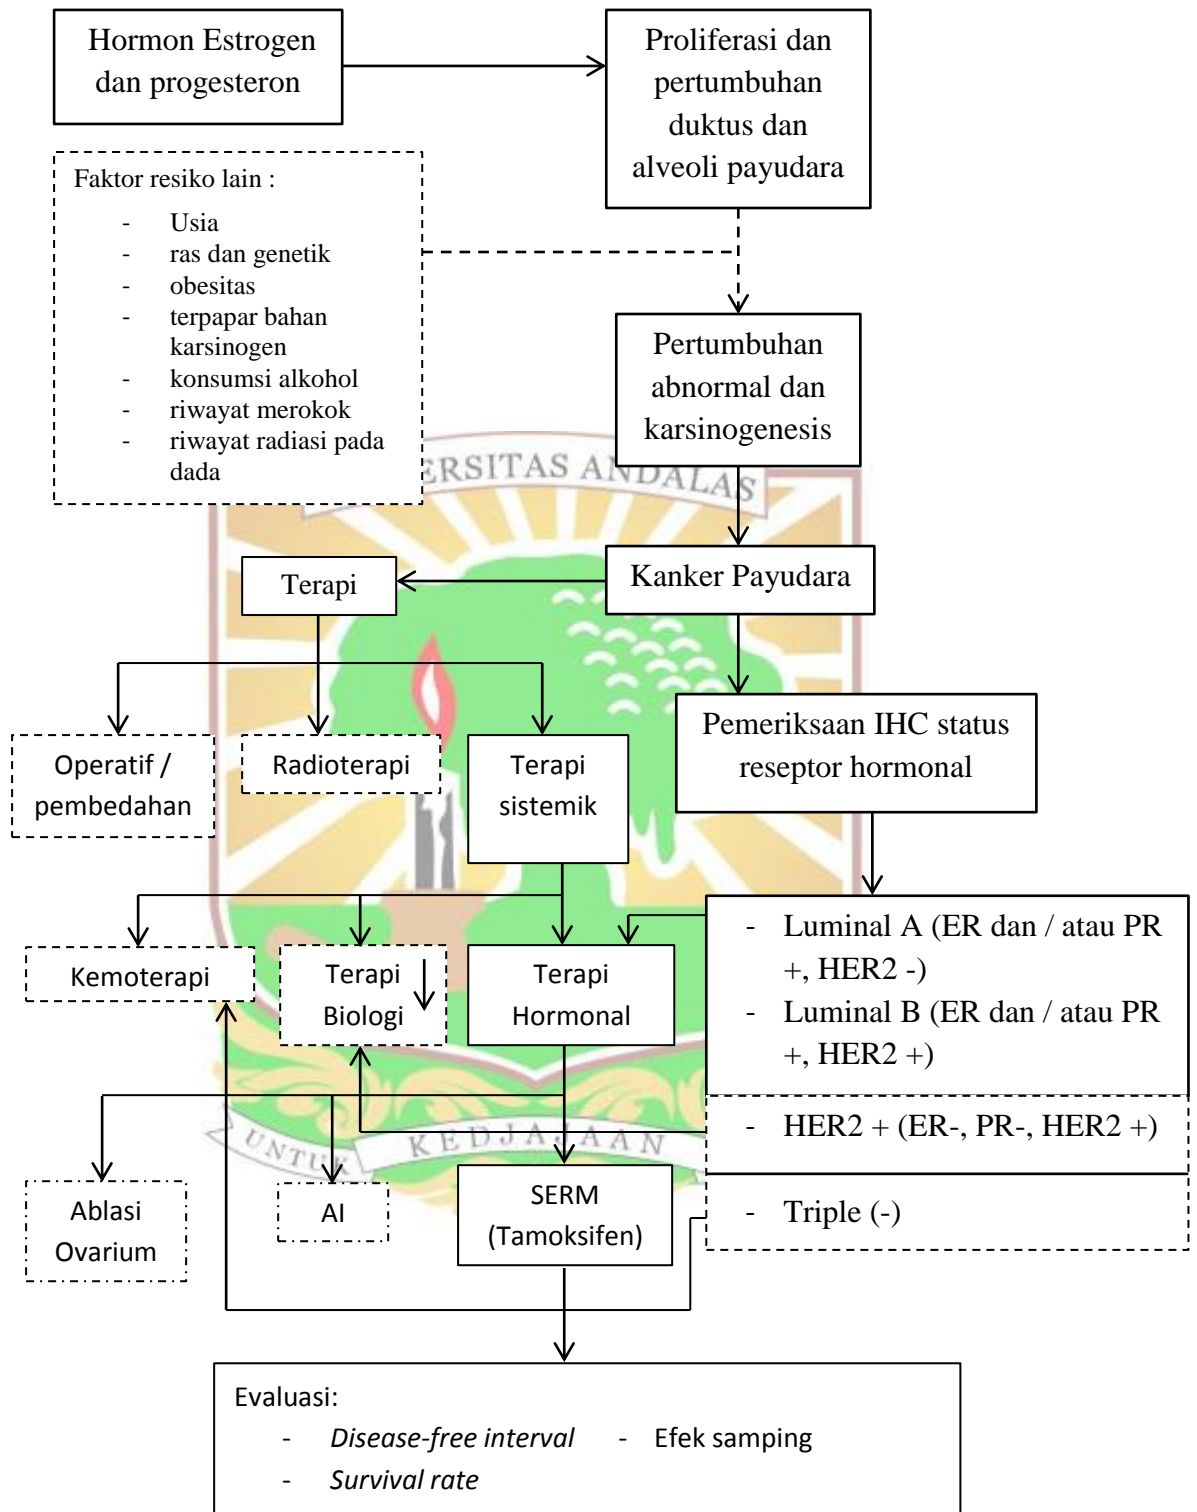 Hormon Estrogen
dan progesteron
Proliferasi dan
pertumbuhan
duktus dan
alveoli payudara
Faktor resiko lain :
- Usia
- ras dan genetik
- obesitas
- terpapar bahan
karsinogen
- konsumsi alkohol
- riwayat merokok
- riwayat radiasi pada
dada
Pertumbuhan
abnormal dan
karsinogenesis
ERSITAS ANDALAS
Terapi
Kanker Payudara
Operatif /
pembedahan
Radioterapi
Terapi
sistemik
Pemeriksaan IHC status
reseptor hormonal
Kemoterapi
Terapi
Biologi
Terapi
Hormonal
- Luminal A (ER dan / atau PR
+, HER2 -)
- Luminal B (ER dan / atau PR
+, HER2 +)
- HER2 + (ER-, PR-, HER2 +)
- Triple (-)
UNTUK KEDJAJAAN
Ablasi
Ovarium
AI
SERM
(Tamoksifen)
Evaluasi:
- Disease-free interval - Efek samping
- Survival rate